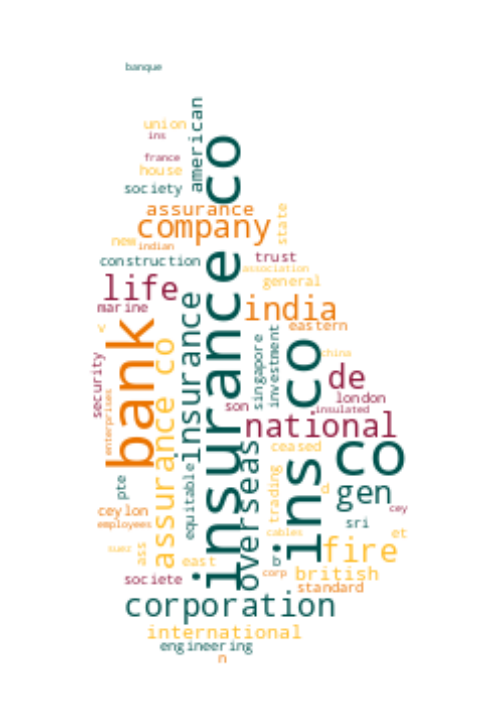 banque
union
american
ins
france
house
society
assurance
company
state
new
indian
construction
trust
association
life
general
marine
india
insurance co
bank
insurance
assurance co
eastern
v
singapore
investment
ins co
china
security
de
enterprises
son
london
insulated
national
co
overseas
ceased
equitable
pte
trading
d
gen
ceylon
cey
employees
sri
cables
et
ass
suez
fire
east
corp
british
societe
standard
corporation
international
engineering
n